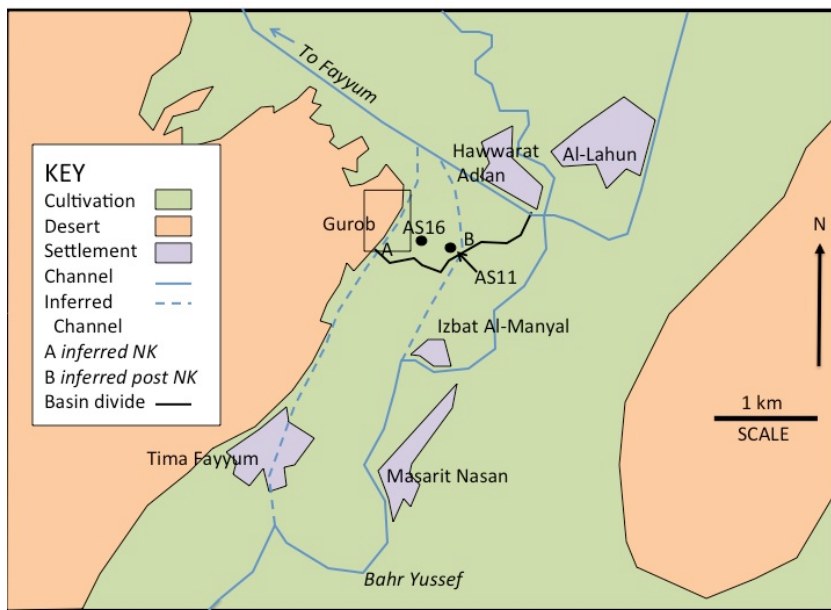 To Fayyum
Hawwarat
Adlan
Al-Lahun
KEY
Cultivation
Desert
Settlement
Channel
Inferred
Channel
A inferred NK
B inferred post NK
Basin divide
Gurob
AS16
A
B
AS11
N
Izbat Al-Manyal
1 km
SCALE
Tima Fayyum
Masarit Nasan
Bahr Yussef